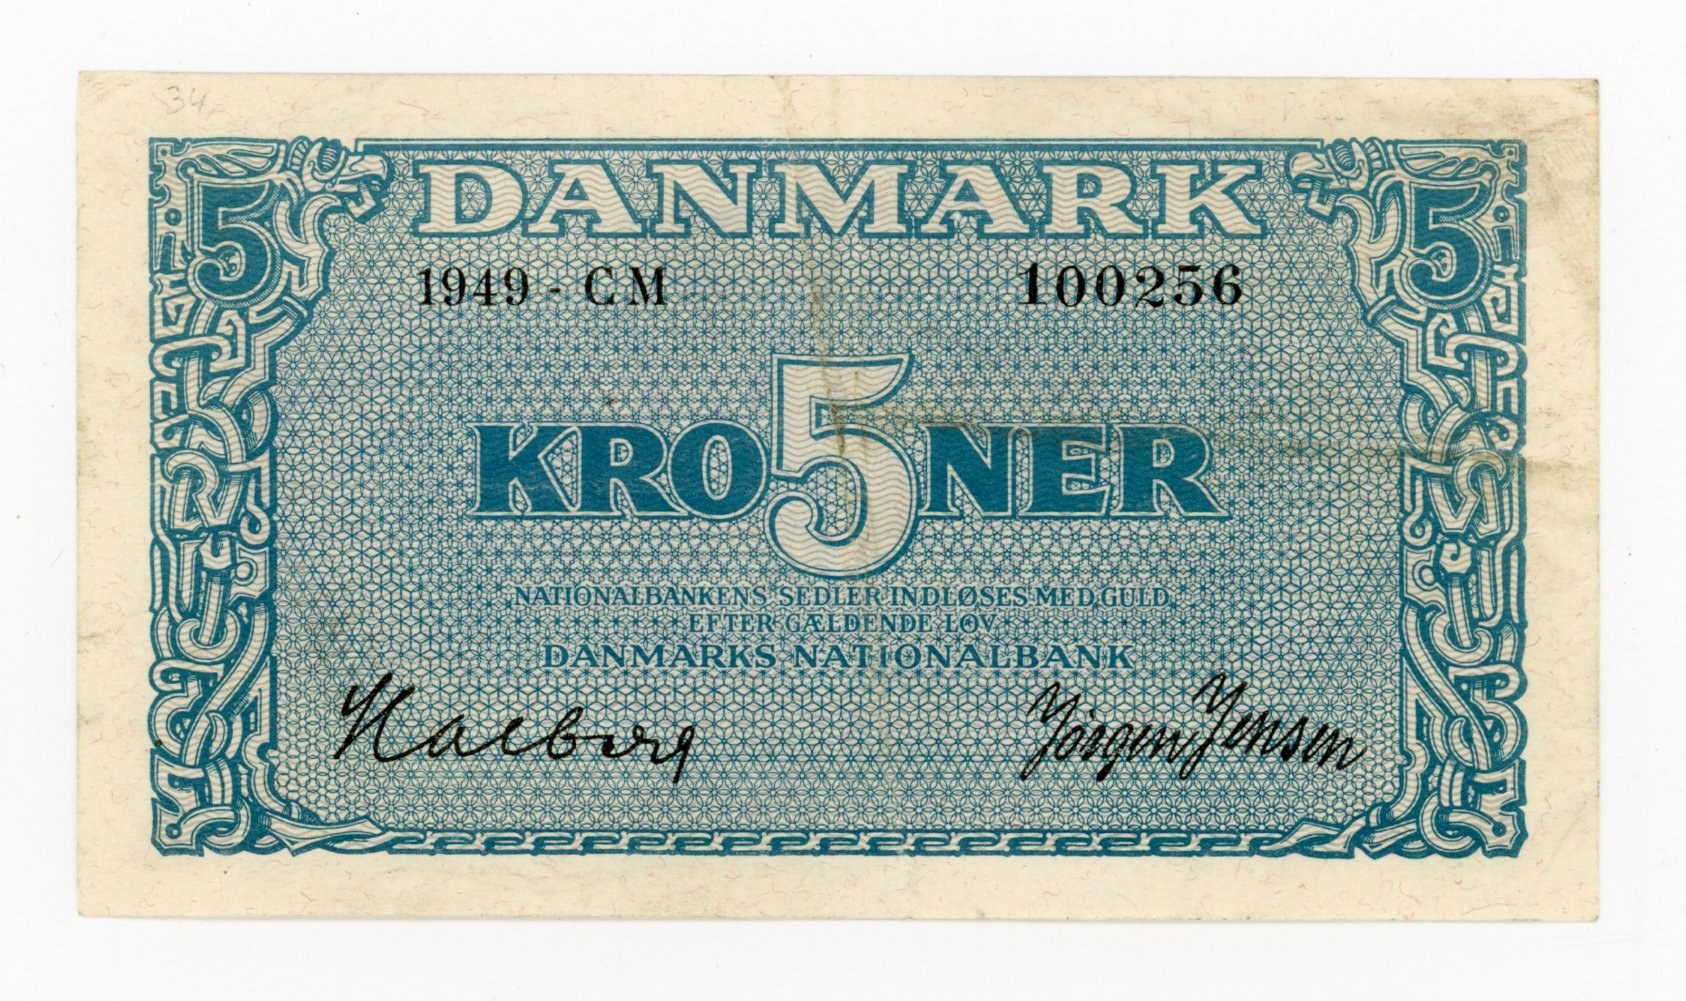 34
5 DANMARK 5
1949 - CM 100256
KRO5NER
NATIONALBANKENS SEDLER INDLØSES MED GULD
EFTER GÆLDENDE LOV
DANMARKS NATIONALBANK
Halberg Jörgen Jensen